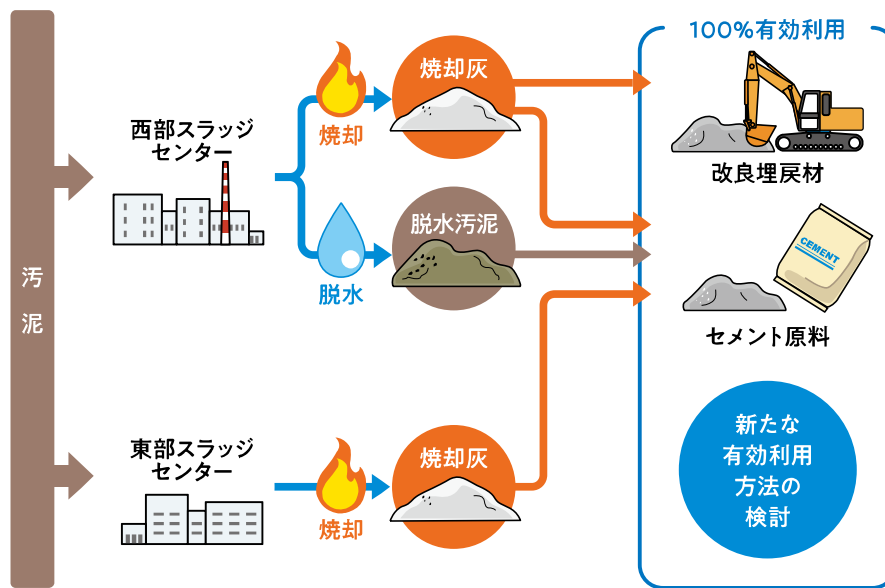 汚泥
西部スラッジ
センター
焼却
焼却灰
脱水
脱水汚泥
東部スラッジ
センター
焼却
焼却灰
100%有効利用
改良埋戻材
CEMENT
セメント原料
新たな
有効利用
方法の
検討